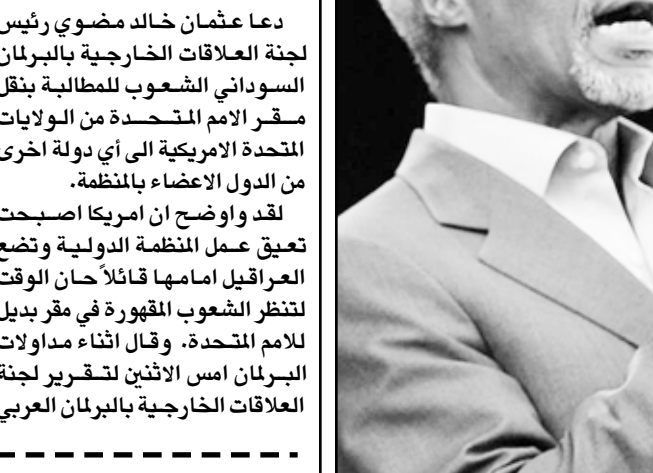 دعا عثمان خالد مضوي رئيس
لجنة العلاقات الخارجية بالبرلمان
السوداني الشعوب للمطالبة بنقل
مقر الامم المتحدة من الولايات
المتحدة الامريكية الى أي دولة اخرى
من الدول الاعضاء بالمنظمة.
لقد واوضح ان امريكا اصبحت
تعيق عمل المنظمة الدولية وتضع
العراقيل امامها قائلاً حان الوقت
لتنظر الشعوب المقهورة في مقر بديل
للامم المتحدة. وقال اثناء مداولات
البرلمان امس الاثنين لتقرير لجنة
العلاقات الخارجية بالبرلمان العربي